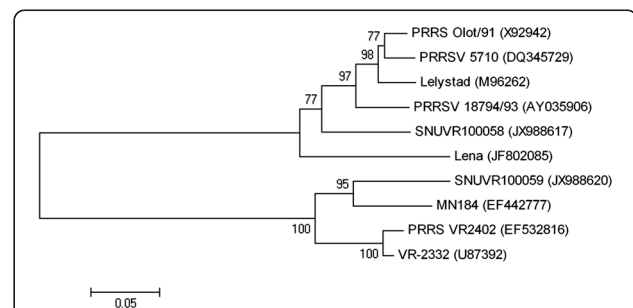 77
PRRS Olot/91 (X92942)
98
PRRSV 5710 (DQ345729)
97
Lelystad (M96262)
77
PRRSV 18794/93 (AY035906)
SNUVR100058 (JX988617)
Lena (JF802085)
95
SNUVR100059 (JX988620)
MN184 (EF442777)
100
PRRS VR2402 (EF532816)
100
VR-2332 (U87392)
0.05